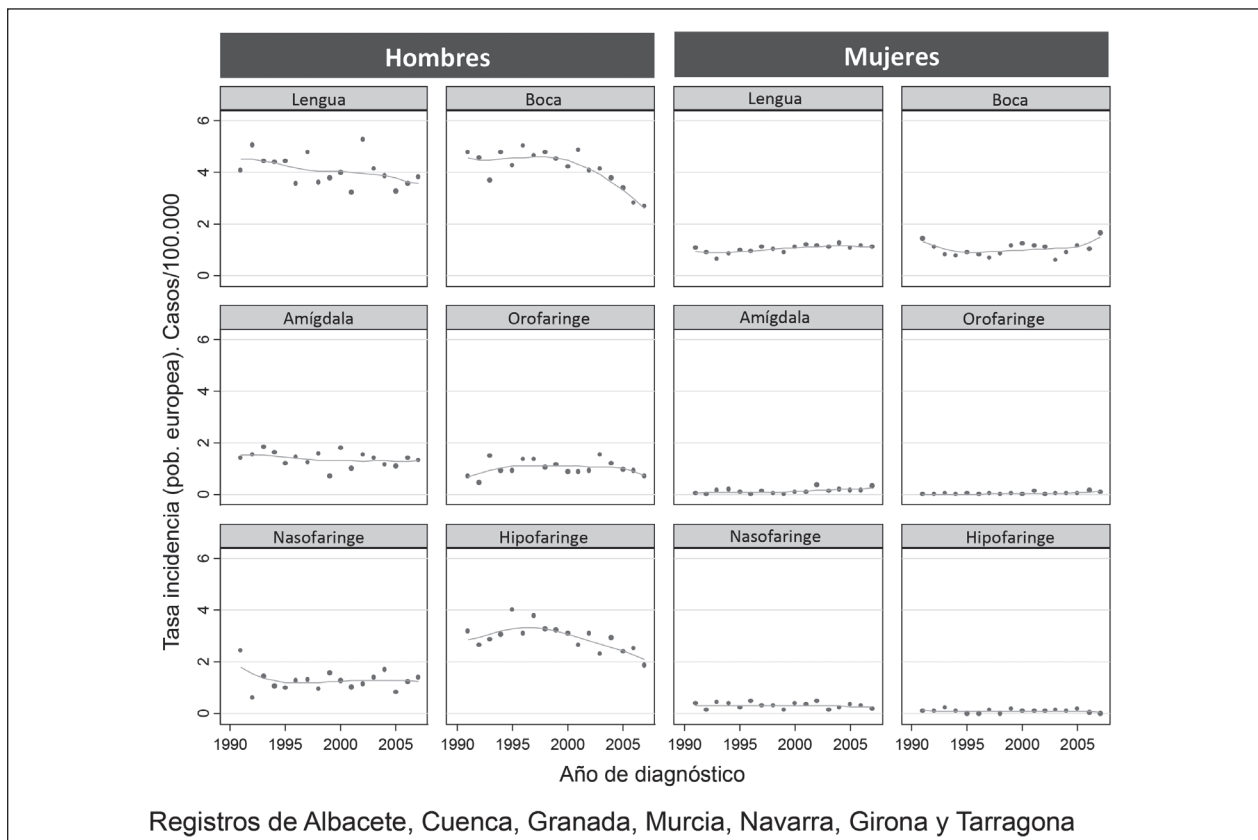 Hombres Mujeres
Lengua Boca Lengua Boca
6
4
2
0
Amígdala Orofaringe Amígdala Orofaringe
6
4
2
0
Nasofaringe Hipofaringe Nasofaringe Hipofaringe
6
4
2
0
Tasa incidencia (pob. europea). Casos/100.000
1990 1995 2000 2005 1990 1995 2000 2005 1990 1995 2000 2005 1990 1995 2000 2005
Año de diagnóstico
Registros de Albacete, Cuenca, Granada, Murcia, Navarra, Girona y Tarragona